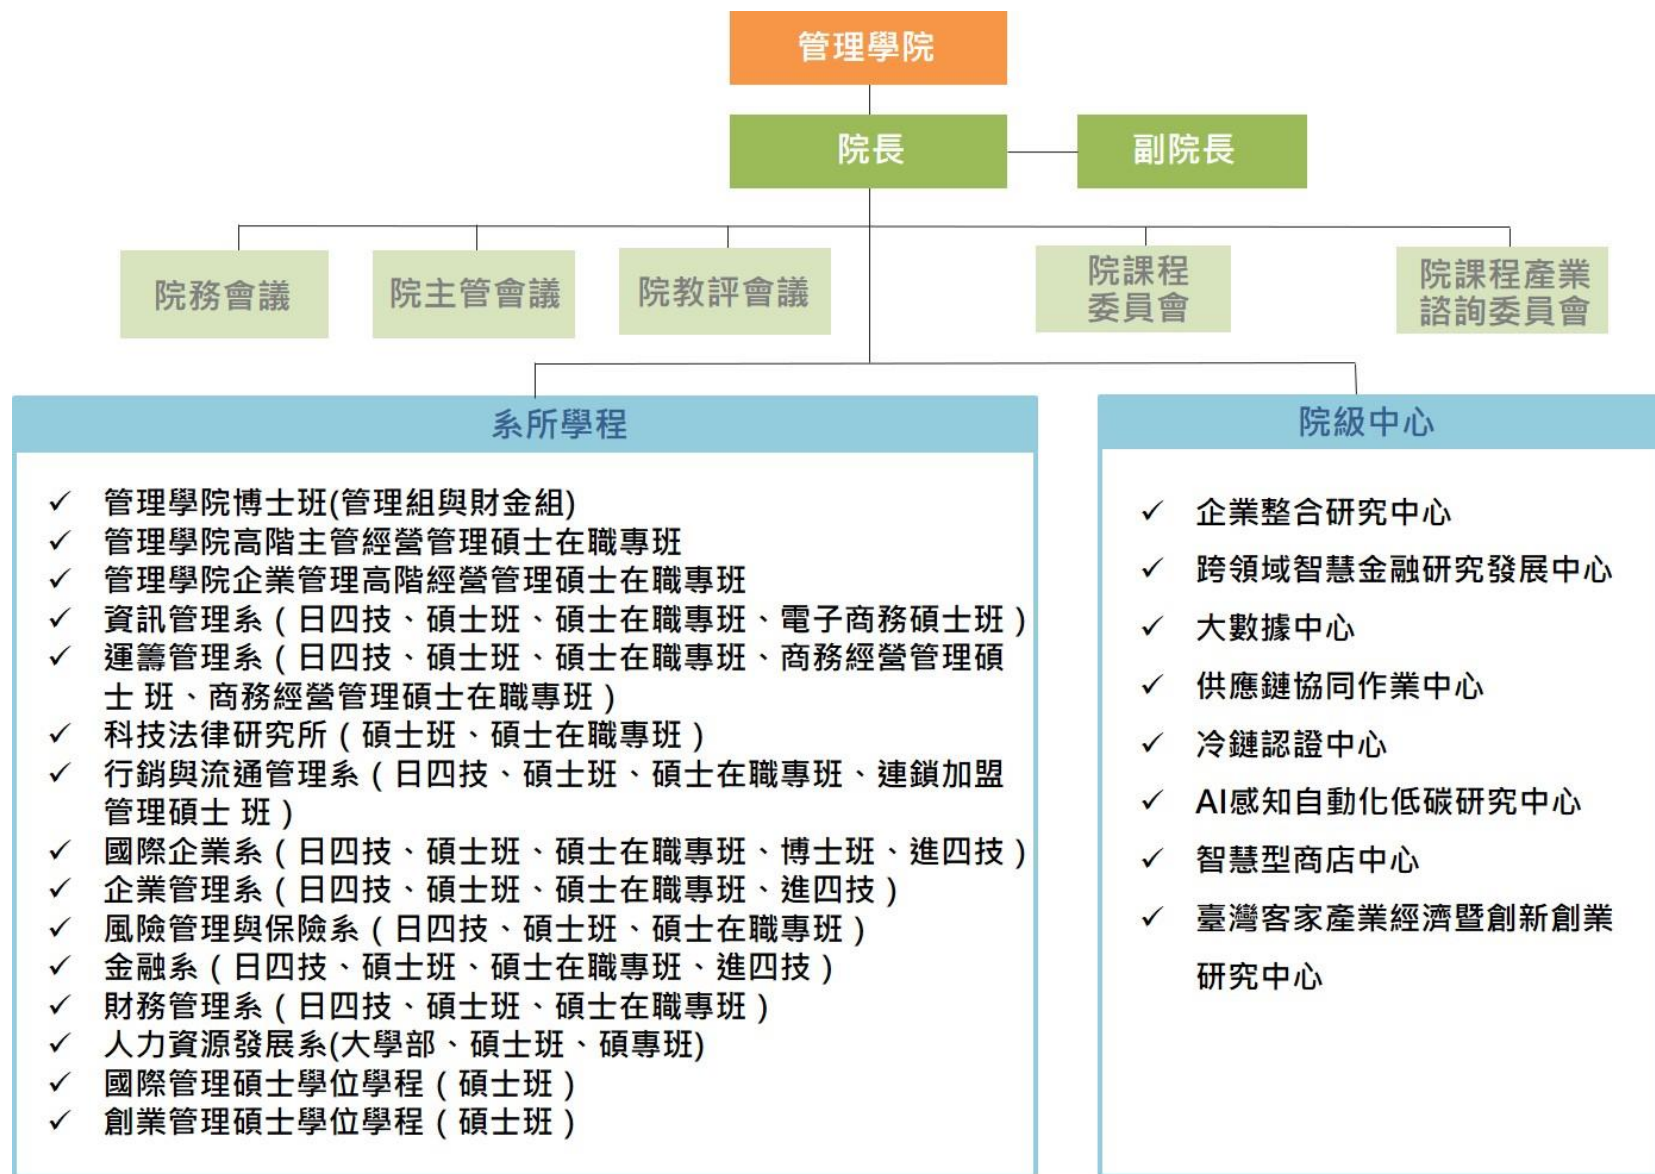 管理學院
院長
副院長
院務會議
院主管會議
院教評會議
院課程
委員會
院課程產業
諮詢委員會
系所學程
✓ 管理學院博士班(管理組與財金組)
✓ 管理學院高階主管經營管理碩士在職專班
✓ 管理學院企業管理高階經營管理碩士在職專班
✓ 資訊管理系（日四技、碩士班、碩士在職專班、電子商務碩士班）
✓ 運籌管理系（日四技、碩士班、碩士在職專班、商務經營管理碩
士 班、商務經營管理碩士在職專班）
✓ 科技法律研究所（碩士班、碩士在職專班）
✓ 行銷與流通管理系（日四技、碩士班、碩士在職專班、連鎖加盟
管理碩士 班）
✓ 國際企業系（日四技、碩士班、碩士在職專班、博士班、進四技）
✓ 企業管理系（日四技、碩士班、碩士在職專班、進四技）
✓ 風險管理與保險系（日四技、碩士班、碩士在職專班）
✓ 金融系（日四技、碩士班、碩士在職專班、進四技）
✓ 財務管理系（日四技、碩士班、碩士在職專班）
✓ 人力資源發展系(大學部、碩士班、碩專班)
✓ 國際管理碩士學位學程（碩士班）
✓ 創業管理碩士學位學程（碩士班）
院級中心
✓ 企業整合研究中心
✓ 跨領域智慧金融研究發展中心
✓ 大數據中心
✓ 供應鏈協同作業中心
✓ 冷鏈認證中心
✓ AI感知自動化低碳研究中心
✓ 智慧型商店中心
✓ 臺灣客家產業經濟暨創新創業
研究中心